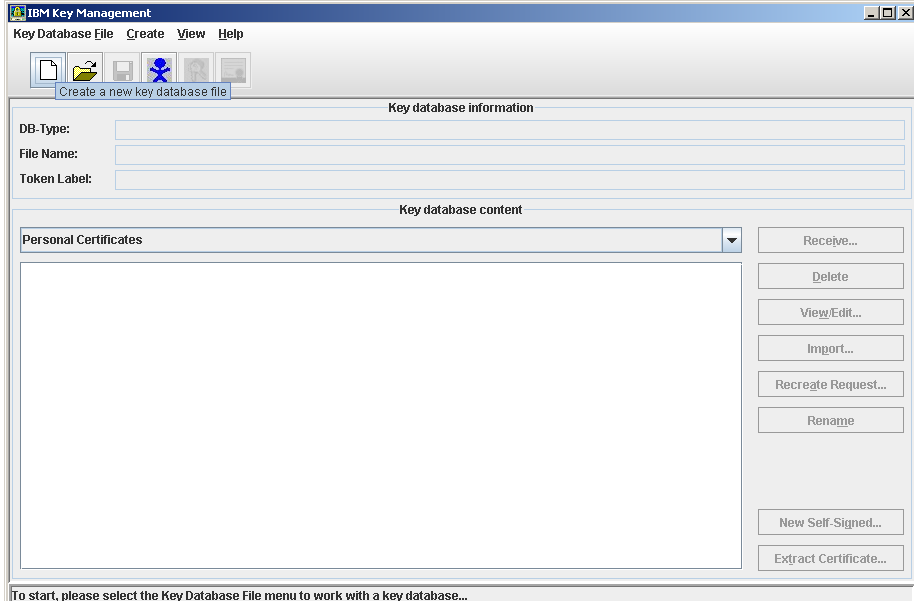 IBM Key Management
Key Database File Create View Help
Create a new key database file
Key database information
DB-Type:
File Name:
Token Label:
Key database content
Personal Certificates
Receive...
Delete
View/Edit...
Import...
Recreate Request...
Rename
New Self-Signed...
Extract Certificate...
To start, please select the Key Database File menu to work with a key database...